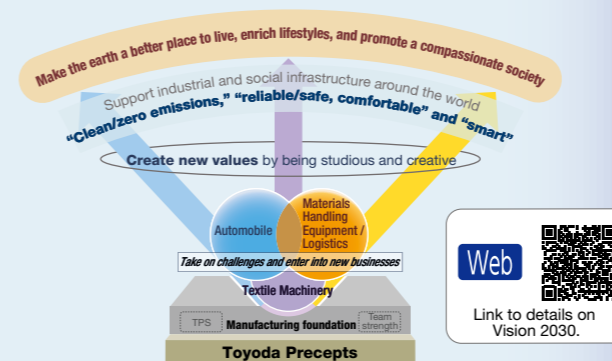 Make the earth a better place to live, enrich lifestyles, and promote a compassionate society
Support industrial and social infrastructure around the world
“Clean/zero emissions,” “reliable/safe, comfortable” and “smart”
Create new values by being studious and creative
Automobile
Materials
Handling
Equipment /
Logistics
Take on challenges and enter into new businesses
Textile Machinery
TPS
Manufacturing foundation
Team
strength
Toyoda Precepts
Web
Link to details on
Vision 2030.